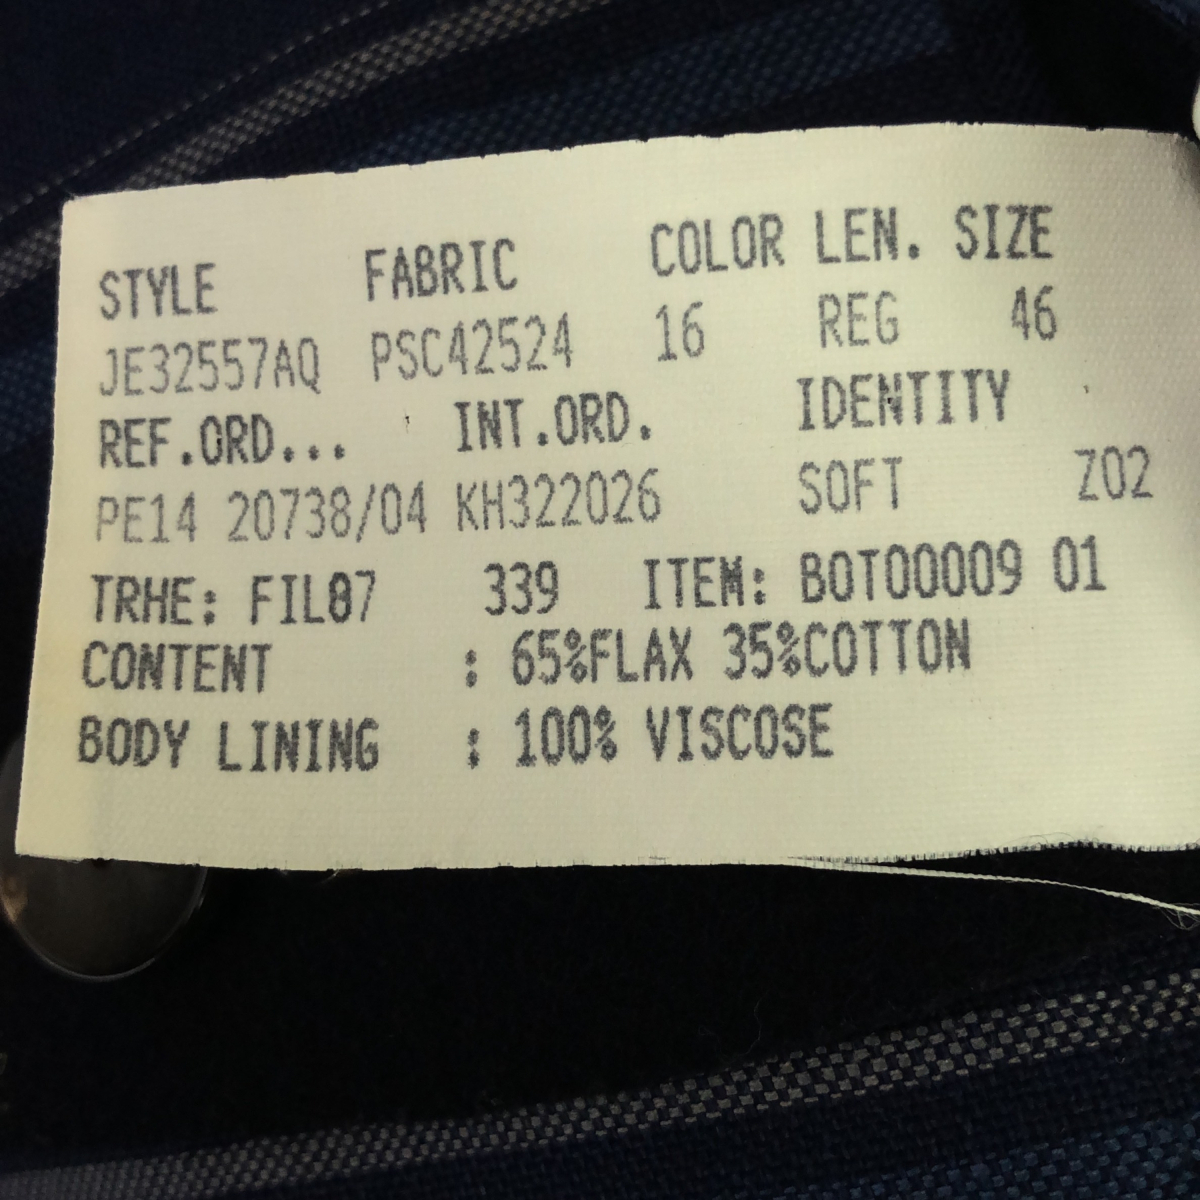 STYLE FABRIC COLOR LEN. SIZE
JE32557AQ PSC42524 16 REG 46
REF.ORD... INT.ORD. IDENTITY
PE14 20738/04 KH322026 SOFT Z02
TRHE: FIL07 339 ITEM: BOT00009 01
CONTENT : 65%FLAX 35%COTTON
BODY LINING : 100% VISCOSE